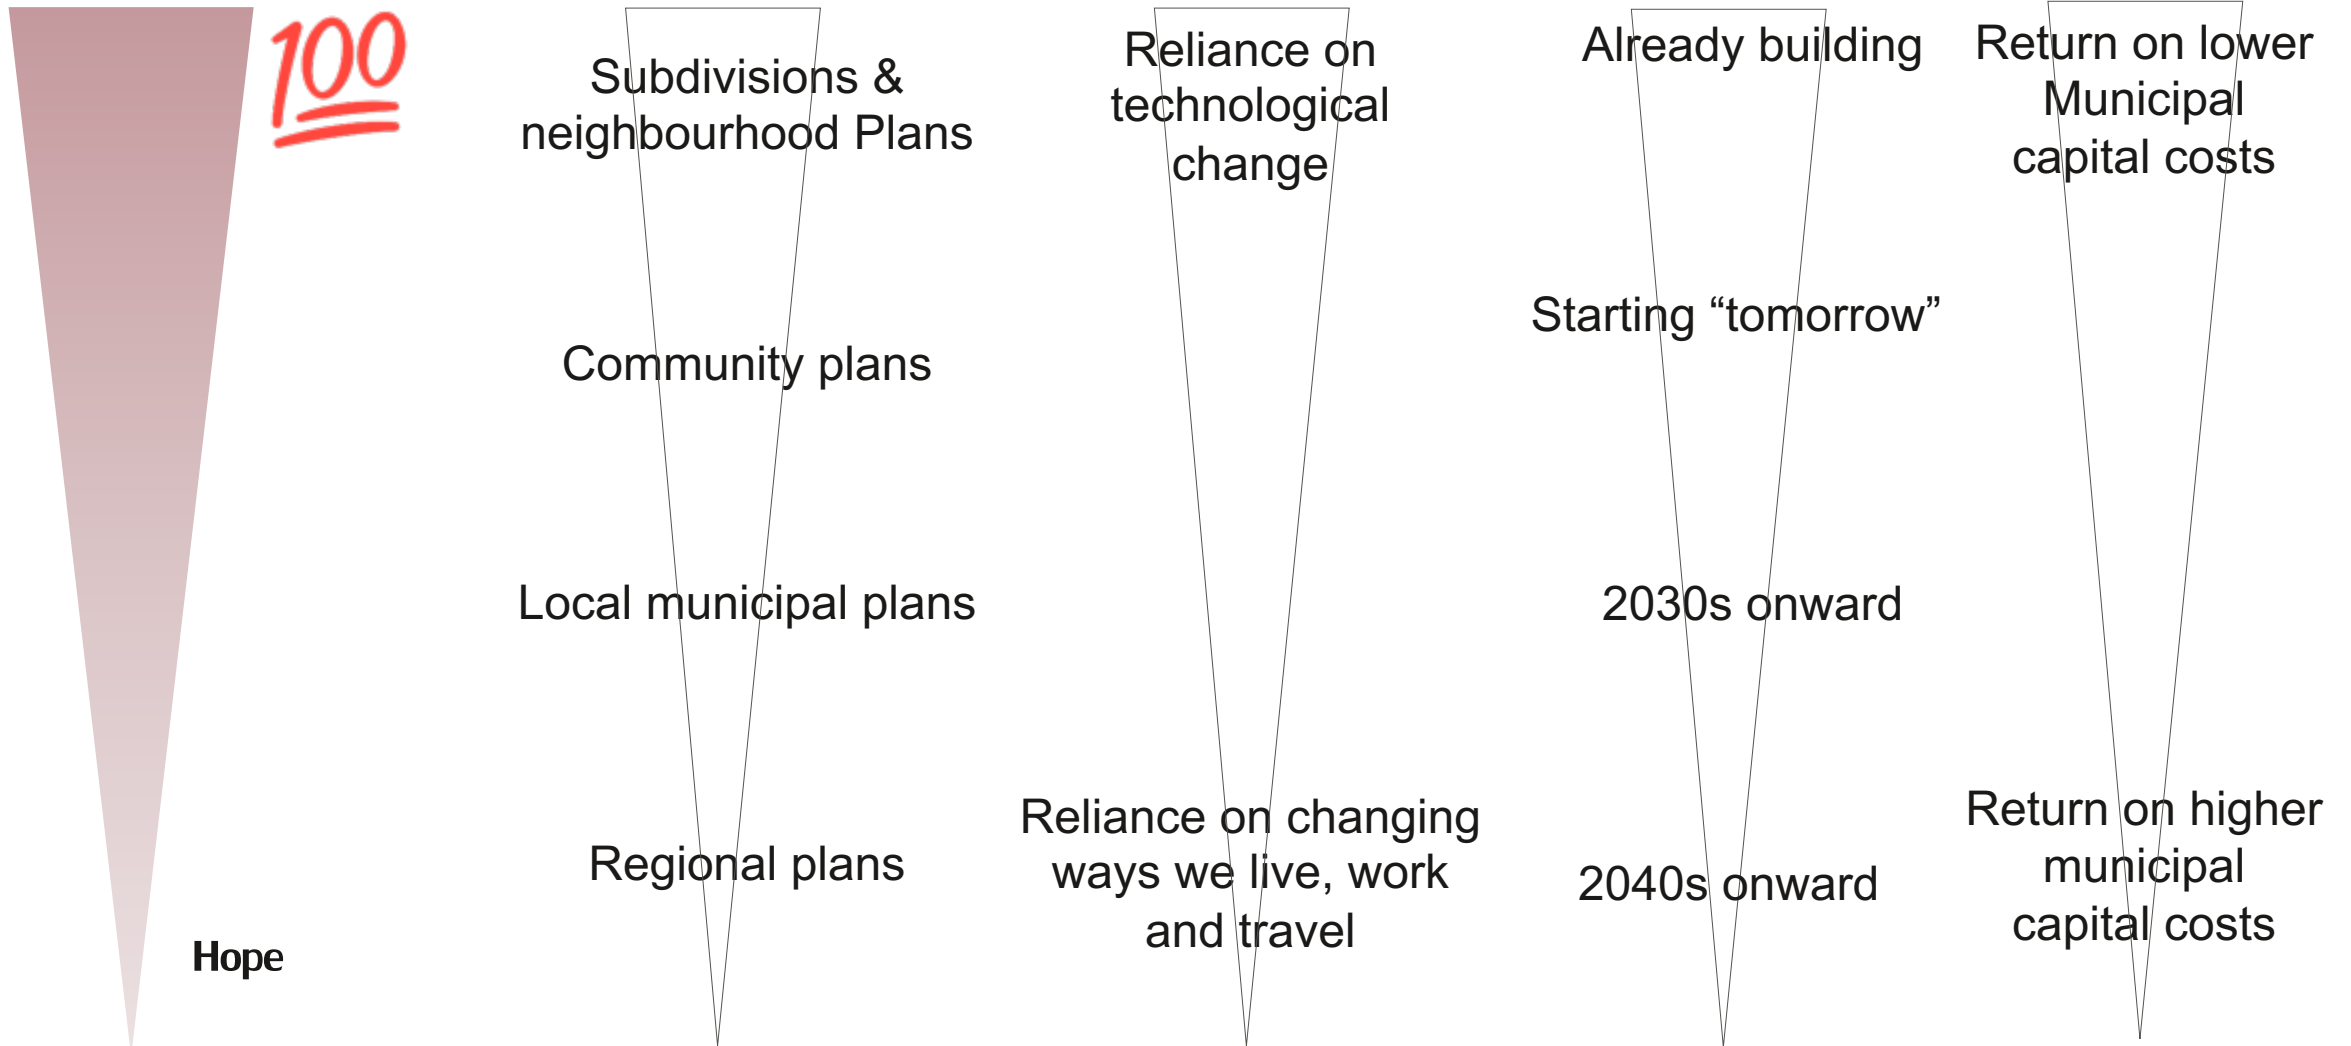 💯
Hope
Subdivisions &
neighbourhood Plans
Community plans
Local municipal plans
Regional plans
Reliance on
technological
change
Reliance on changing
ways we live, work
and travel
Already building
Starting “tomorrow”
2030s onward
2040s onward
Return on lower
Municipal
capital costs
Return on higher
municipal
capital costs